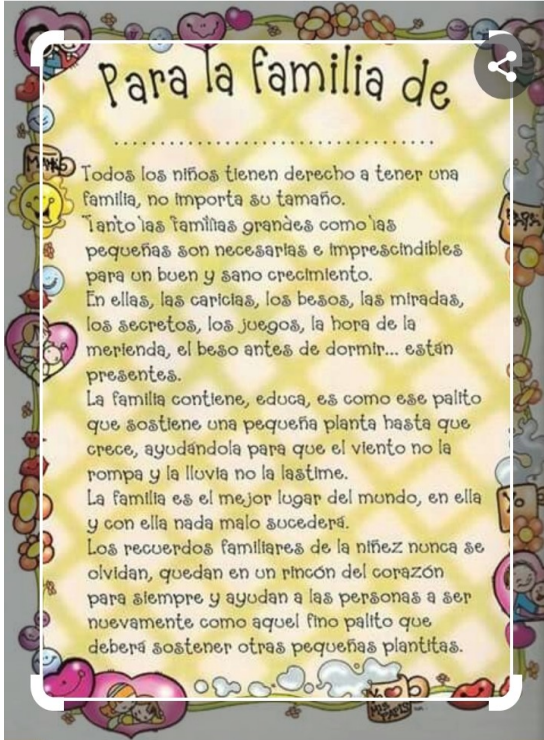 Para la familia de
................................
Todos los niños tienen derecho a tener una
familia, no importa su tamaño.
Tanto las familias grandes como las
pequeñas son necesarias e imprescindibles
para un buen y sano crecimiento.
En ellas, las caricias, los besos, las miradas,
los secretos, los juegos, la hora de la
merienda, el beso antes de dormir... están
presentes.
La familia contiene, educa, es como ese palito
que sostiene una pequeña planta hasta que
crece, ayudándola para que el viento no la
rompa y la lluvia no la lastime.
La familia es el mejor lugar del mundo, en ella
y con ella nada malo sucederá.
Los recuerdos familiares de la niñez nunca se
olvidan, quedan en un rincón del corazón
para siempre y ayudan a las personas a ser
nuevamente como aquel fino palito que
deberá sostener otras pequeñas plantitas.